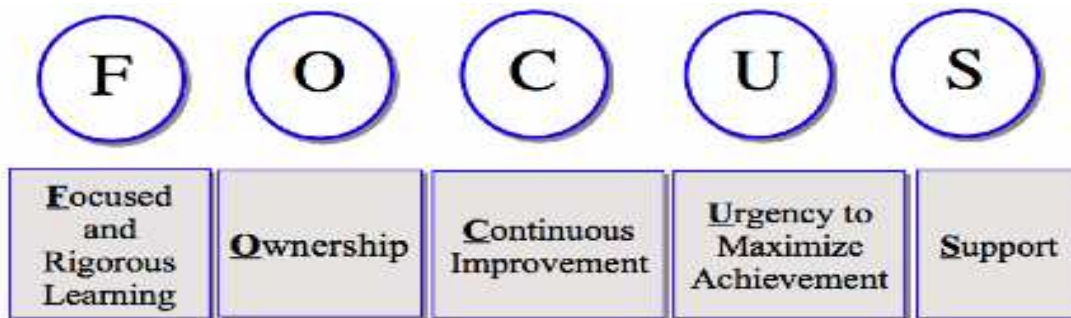 F O C U S
Focused
and
Rigorous
Learning
Ownership
Continuous
Improvement
Urgency to
Maximize
Achievement
Support